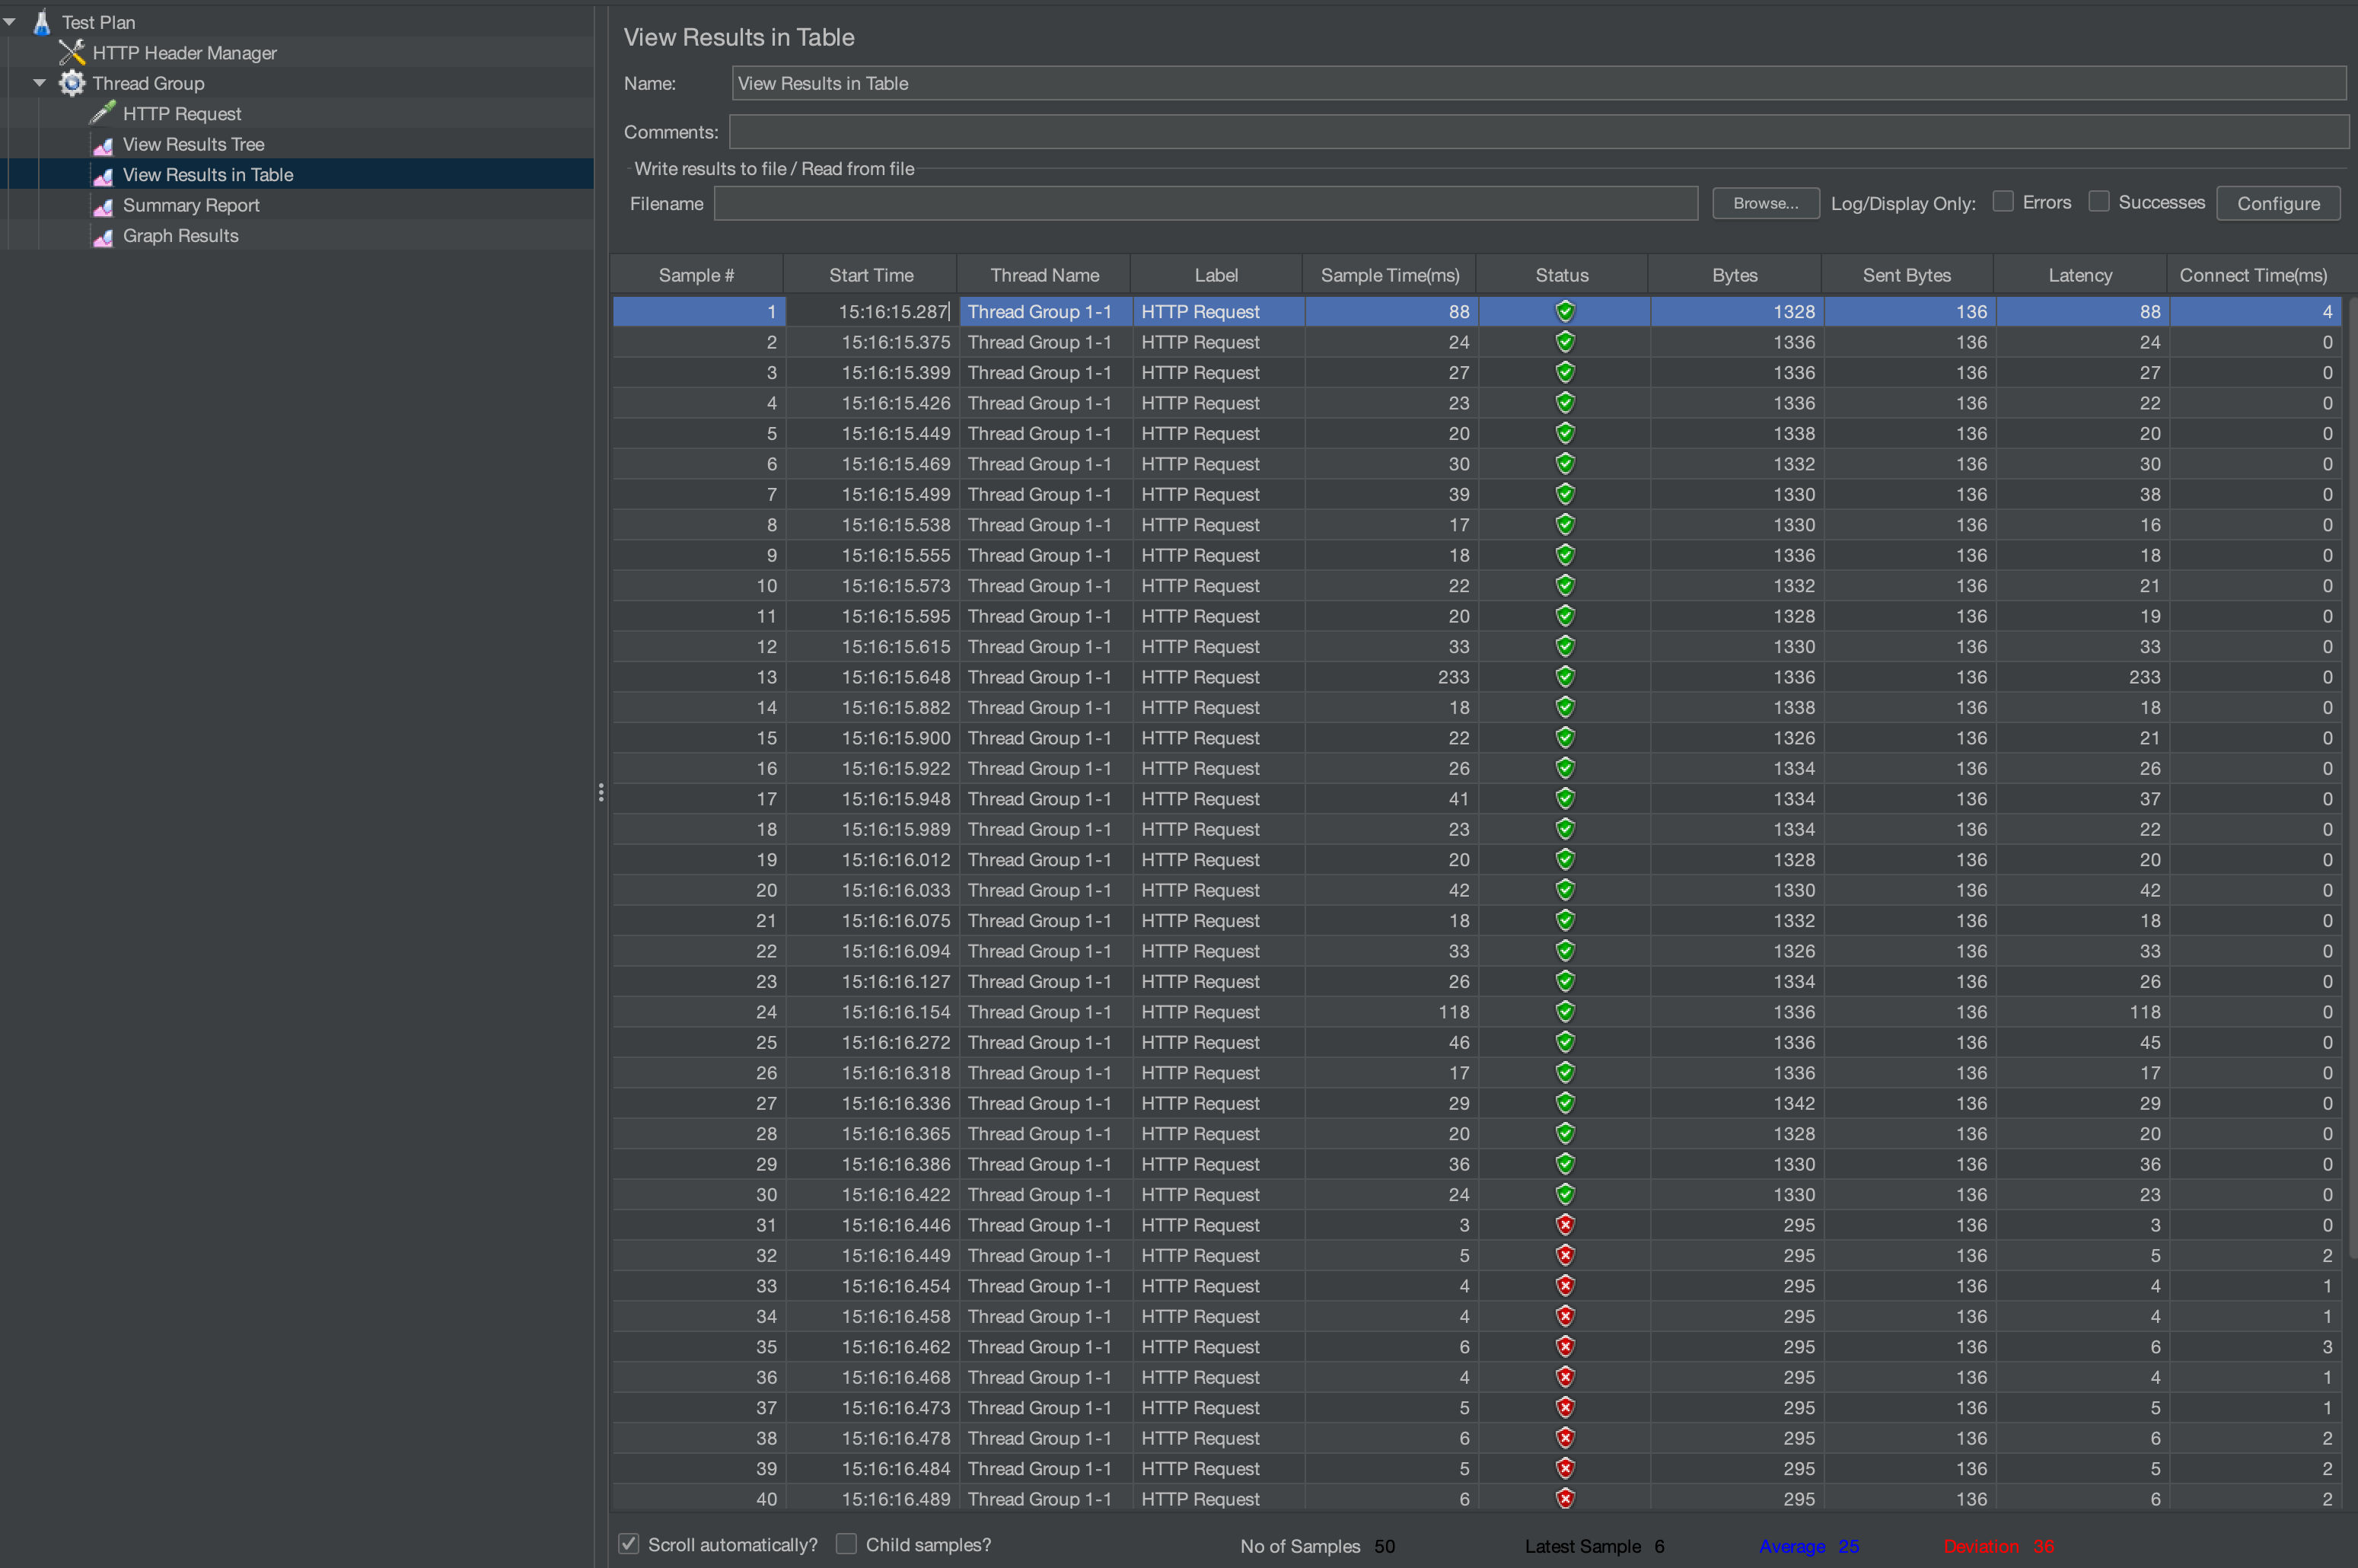 Test Plan
HTTP Header Manager
Thread Group
HTTP Request
View Results Tree
View Results in Table
Summary Report
Graph Results
View Results in Table
Name: View Results in Table
Comments:
Write results to file / Read from file
Filename Browse... Log/Display Only: Errors Successes Configure
Sample # Start Time Thread Name Label Sample Time(ms) Status Bytes Sent Bytes Latency Connect Time(ms)
1 15:16:15.287 Thread Group 1-1 HTTP Request 88 1328 136 88 4
2 15:16:15.375 Thread Group 1-1 HTTP Request 24 1336 136 24 0
3 15:16:15.399 Thread Group 1-1 HTTP Request 27 1336 136 27 0
4 15:16:15.426 Thread Group 1-1 HTTP Request 23 1336 136 22 0
5 15:16:15.449 Thread Group 1-1 HTTP Request 20 1338 136 20 0
6 15:16:15.469 Thread Group 1-1 HTTP Request 30 1332 136 30 0
7 15:16:15.499 Thread Group 1-1 HTTP Request 39 1330 136 38 0
8 15:16:15.538 Thread Group 1-1 HTTP Request 17 1330 136 16 0
9 15:16:15.555 Thread Group 1-1 HTTP Request 18 1336 136 18 0
10 15:16:15.573 Thread Group 1-1 HTTP Request 22 1332 136 21 0
11 15:16:15.595 Thread Group 1-1 HTTP Request 20 1328 136 19 0
12 15:16:15.615 Thread Group 1-1 HTTP Request 33 1330 136 33 0
13 15:16:15.648 Thread Group 1-1 HTTP Request 233 1336 136 233 0
14 15:16:15.882 Thread Group 1-1 HTTP Request 18 1338 136 18 0
15 15:16:15.900 Thread Group 1-1 HTTP Request 22 1326 136 21 0
16 15:16:15.922 Thread Group 1-1 HTTP Request 26 1334 136 26 0
17 15:16:15.948 Thread Group 1-1 HTTP Request 41 1334 136 37 0
18 15:16:15.989 Thread Group 1-1 HTTP Request 23 1334 136 22 0
19 15:16:16.012 Thread Group 1-1 HTTP Request 20 1328 136 20 0
20 15:16:16.033 Thread Group 1-1 HTTP Request 42 1330 136 42 0
21 15:16:16.075 Thread Group 1-1 HTTP Request 18 1332 136 18 0
22 15:16:16.094 Thread Group 1-1 HTTP Request 33 1326 136 33 0
23 15:16:16.127 Thread Group 1-1 HTTP Request 26 1334 136 26 0
24 15:16:16.154 Thread Group 1-1 HTTP Request 118 1336 136 118 0
25 15:16:16.272 Thread Group 1-1 HTTP Request 46 1336 136 45 0
26 15:16:16.318 Thread Group 1-1 HTTP Request 17 1336 136 17 0
27 15:16:16.336 Thread Group 1-1 HTTP Request 29 1342 136 29 0
28 15:16:16.365 Thread Group 1-1 HTTP Request 20 1328 136 20 0
29 15:16:16.386 Thread Group 1-1 HTTP Request 36 1330 136 36 0
30 15:16:16.422 Thread Group 1-1 HTTP Request 24 1330 136 23 0
31 15:16:16.446 Thread Group 1-1 HTTP Request 3 295 136 3 0
32 15:16:16.449 Thread Group 1-1 HTTP Request 5 295 136 5 2
33 15:16:16.454 Thread Group 1-1 HTTP Request 4 295 136 4 1
34 15:16:16.458 Thread Group 1-1 HTTP Request 4 295 136 4 1
35 15:16:16.462 Thread Group 1-1 HTTP Request 6 295 136 6 3
36 15:16:16.468 Thread Group 1-1 HTTP Request 4 295 136 4 1
37 15:16:16.473 Thread Group 1-1 HTTP Request 5 295 136 5 1
38 15:16:16.478 Thread Group 1-1 HTTP Request 6 295 136 6 2
39 15:16:16.484 Thread Group 1-1 HTTP Request 5 295 136 5 2
40 15:16:16.489 Thread Group 1-1 HTTP Request 6 295 136 6 2
Scroll automatically? Child samples? No of Samples 50 Latest Sample 6 Average 25 Deviation 36